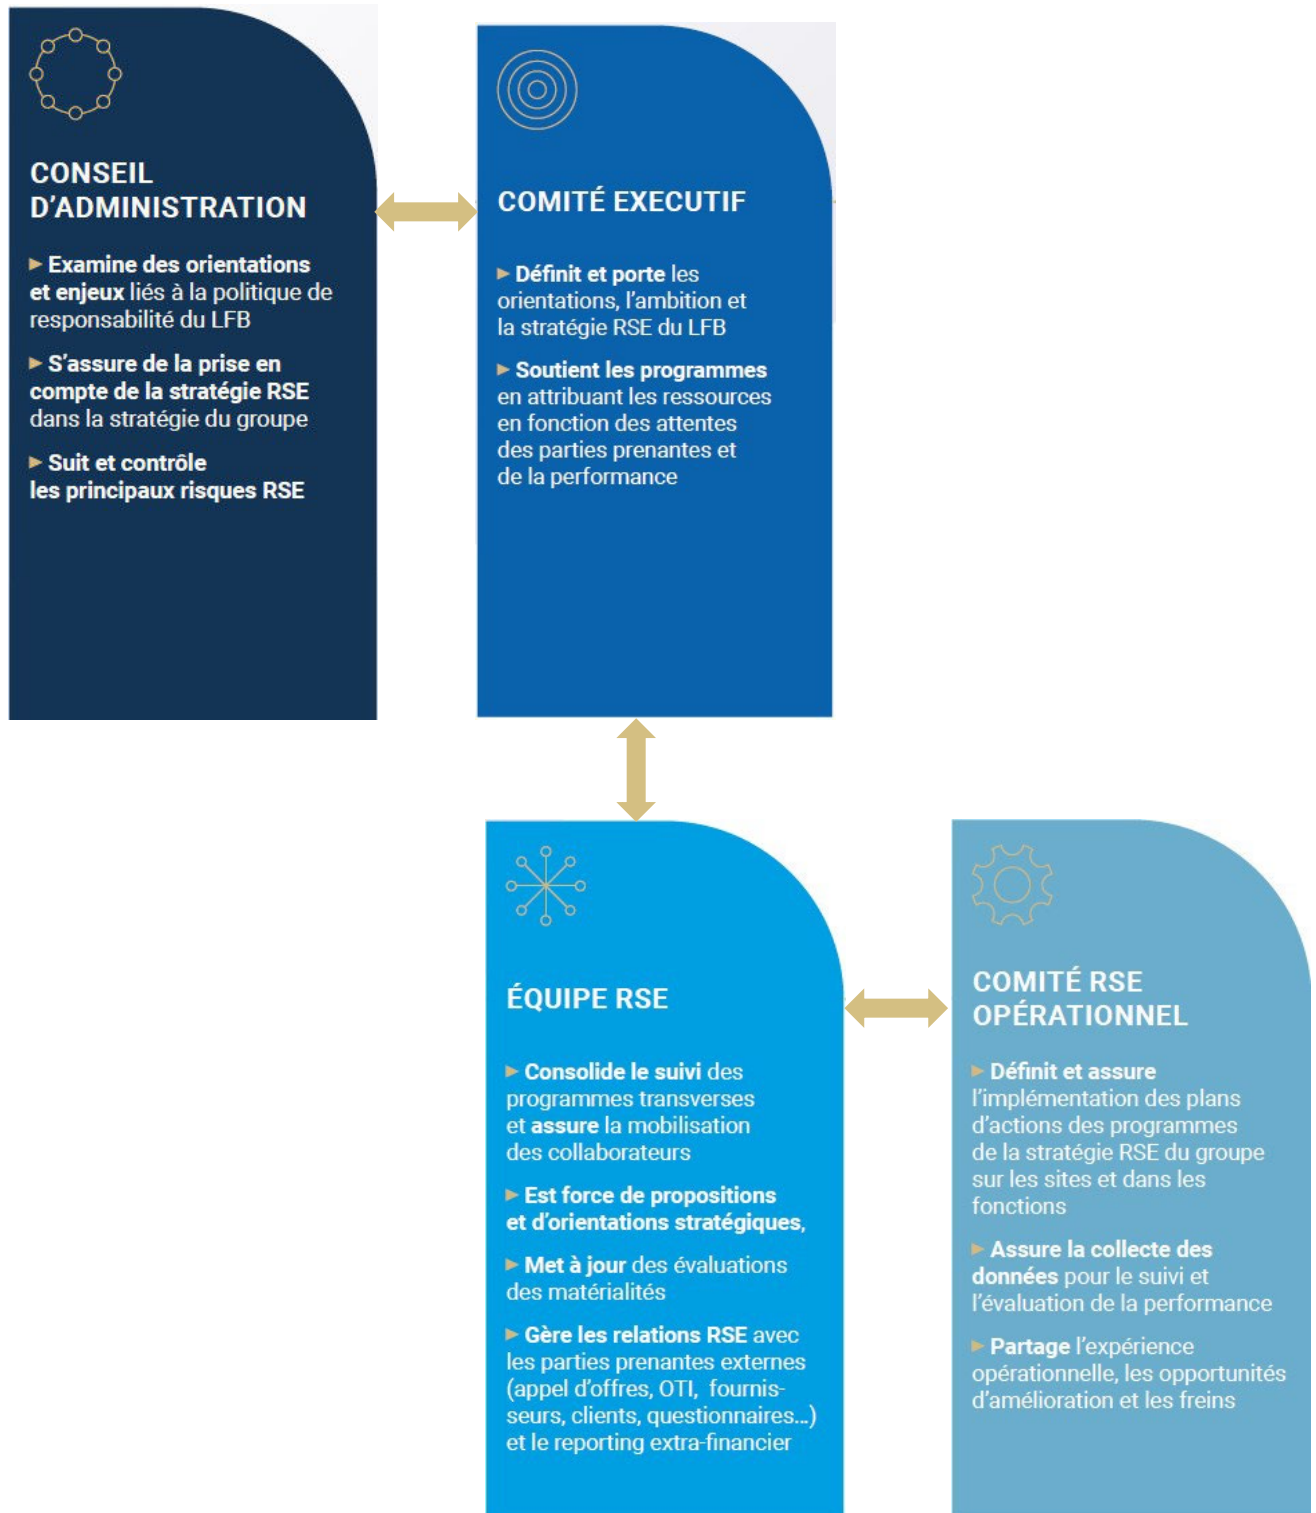 CONSEIL
D'ADMINISTRATION
► Examine des orientations
et enjeux liés à la politique de
responsabilité du LFB
► S'assure de la prise en
compte de la stratégie RSE
dans la stratégie du groupe
► Suit et contrôle
les principaux risques RSE
COMITÉ EXECUTIF
► Définit et porte les
orientations, l'ambition et
la stratégie RSE du LFB
► Soutient les programmes
en attribuant les ressources
en fonction des attentes
des parties prenantes et
de la performance
ÉQUIPE RSE
► Consolide le suivi des
programmes transverses
et assure la mobilisation
des collaborateurs
► Est force de propositions
et d'orientations stratégiques,
► Met à jour des évaluations
des matérialités
► Gère les relations RSE avec
les parties prenantes externes
(appel d'offres, OTI, fournis-
seurs, clients, questionnaires…)
et le reporting extra-financier
COMITÉ RSE
OPÉRATIONNEL
► Définit et assure
l'implémentation des plans
d'actions des programmes
de la stratégie RSE du groupe
sur les sites et dans les
fonctions
► Assure la collecte des
données pour le suivi et
l'évaluation de la performance
► Partage l'expérience
opérationnelle, les opportunités
d'amélioration et les freins